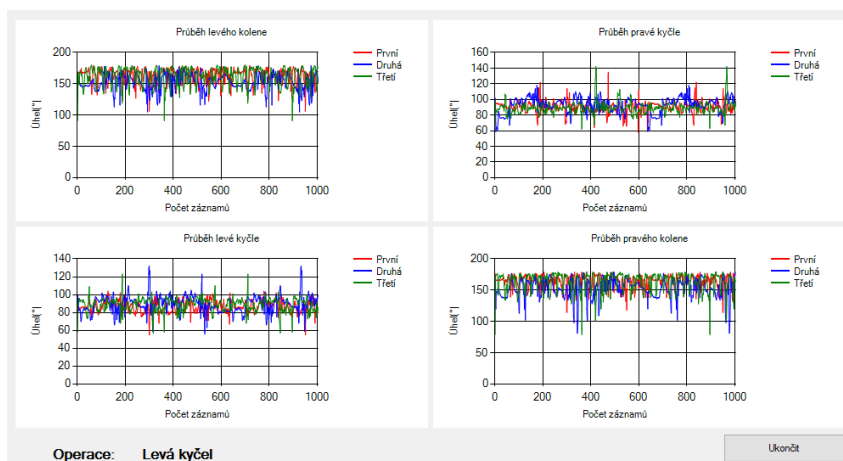 Průběh levého kolene
200
150
100
50
0
0 200 400 600 800 1000
Úhel[°]
Počet záznamů
První
Druhá
Třetí
Průběh pravé kyčle
160
140
120
100
80
60
40
20
0
0 200 400 600 800 1000
Úhel[°]
Počet záznamů
První
Druhá
Třetí
Průběh levé kyčle
140
120
100
80
60
40
20
0
0 200 400 600 800 1000
Úhel[°]
Počet záznamů
První
Druhá
Třetí
Průběh pravého kolene
200
150
100
50
0
0 200 400 600 800 1000
Úhel[°]
Počet záznamů
První
Druhá
Třetí
Operace: Levá kyčel
Ukončit